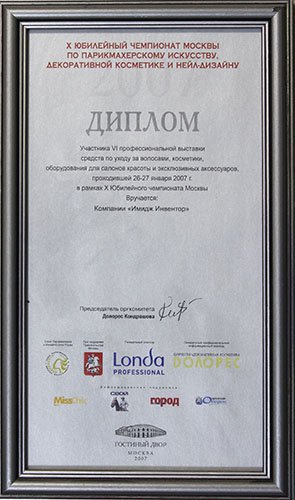 X ЮБИЛЕЙНЫЙ ЧЕМПИОНАТ МОСКВЫ
ПО ПАРИКМАХЕРСКОМУ ИСКУССТВУ,
ДЕКОРАТИВНОЙ КОСМЕТИКЕ И НЕЙЛ-ДИЗАЙНУ
ДИПЛОМ
Участника VI профессиональной выставки
средств по уходу за волосами, косметики,
оборудования для салонов красоты и эксклюзивных аксессуаров,
проходившей 26-27 января 2007 г.
в рамках X Юбилейного чемпионата Москвы
Вручается:
Компании «Имидж Инвентор»
Председатель оргкомитета
Долорес Кондрашова
Londa
PROFESSIONAL
ДОЛОРЕС
MissChic
город
ГОСТИНЫЙ ДВОР
МОСКВА
2007